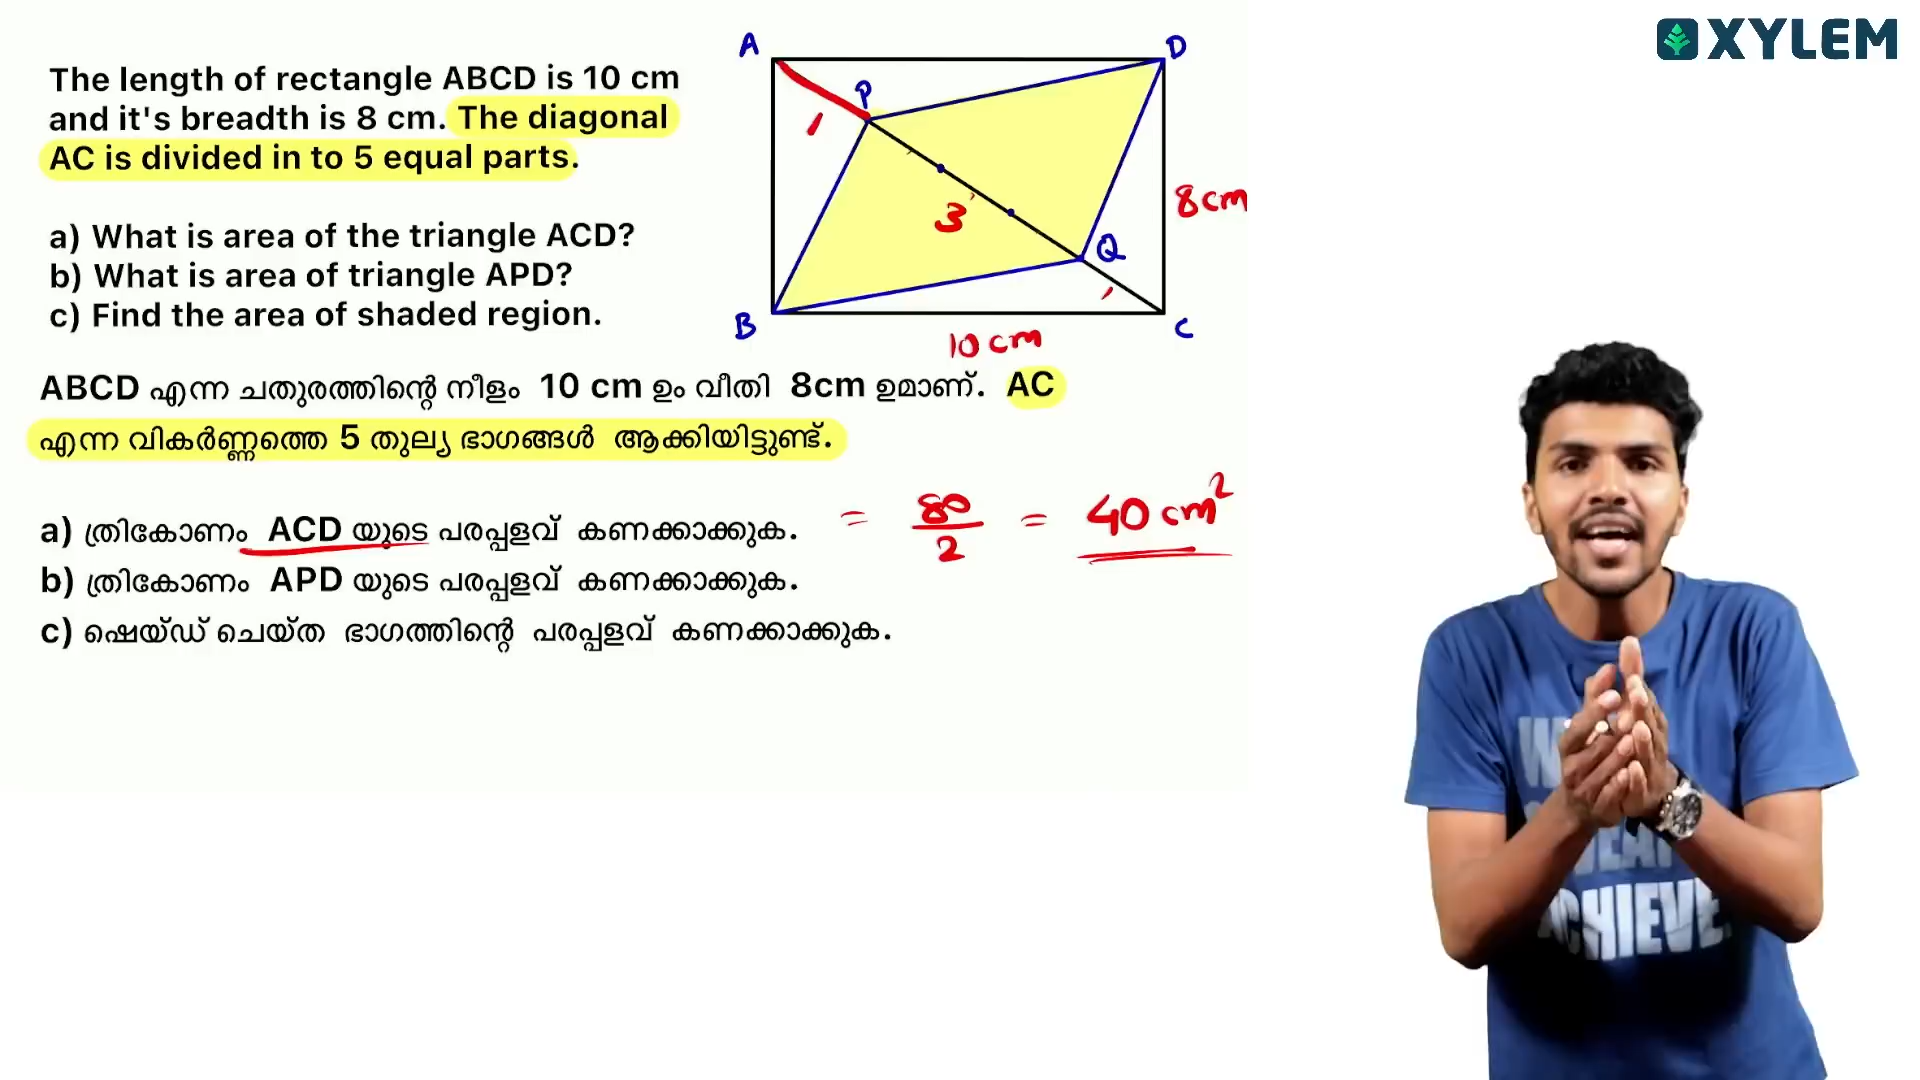 XYLEM
The length of rectangle ABCD is 10 cm
and it's breadth is 8 cm. The diagonal
AC is divided in to 5 equal parts.
a) What is area of the triangle ACD?
b) What is area of triangle APD?
c) Find the area of shaded region.
A
D
P
1
3
8cm
Q
1
B
C
10 cm
ABCD എന്ന ചതുരത്തിന്റെ നീളം 10 cm ഉം വീതി 8cm ഉമാണ്. AC
എന്ന വികർണ്ണത്തെ 5 തുല്യ ഭാഗങ്ങൾ ആക്കിയിട്ടുണ്ട്.
a) ത്രികോണം ACD യുടെ പരപ്പളവ് കണക്കാക്കുക. = 80/2 = 40 cm²
b) ത്രികോണം APD യുടെ പരപ്പളവ് കണക്കാക്കുക.
c) ഷെയ്ഡ് ചെയ്ത ഭാഗത്തിന്റെ പരപ്പളവ് കണക്കാക്കുക.